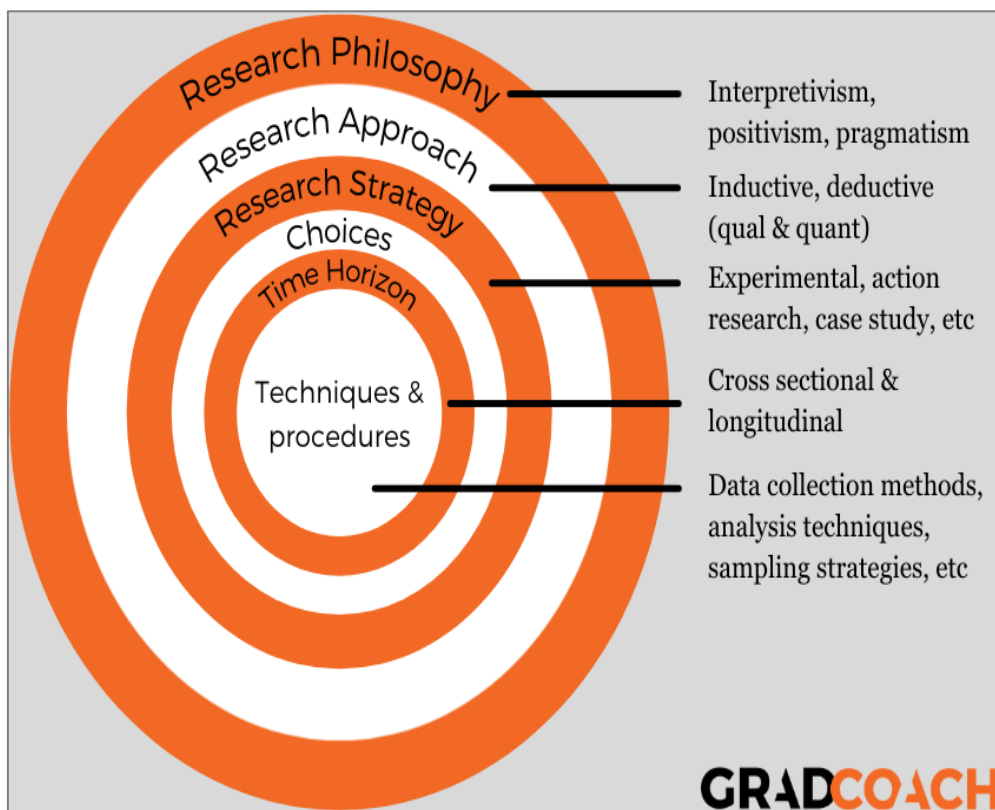 Research Philosophy
Research Approach
Research Strategy
Choices
Time Horizon
Techniques &
procedures
Interpretivism,
positivism, pragmatism
Inductive, deductive
(qual & quant)
Experimental, action
research, case study, etc
Cross sectional &
longitudinal
Data collection methods,
analysis techniques,
sampling strategies, etc
GRADCOACH